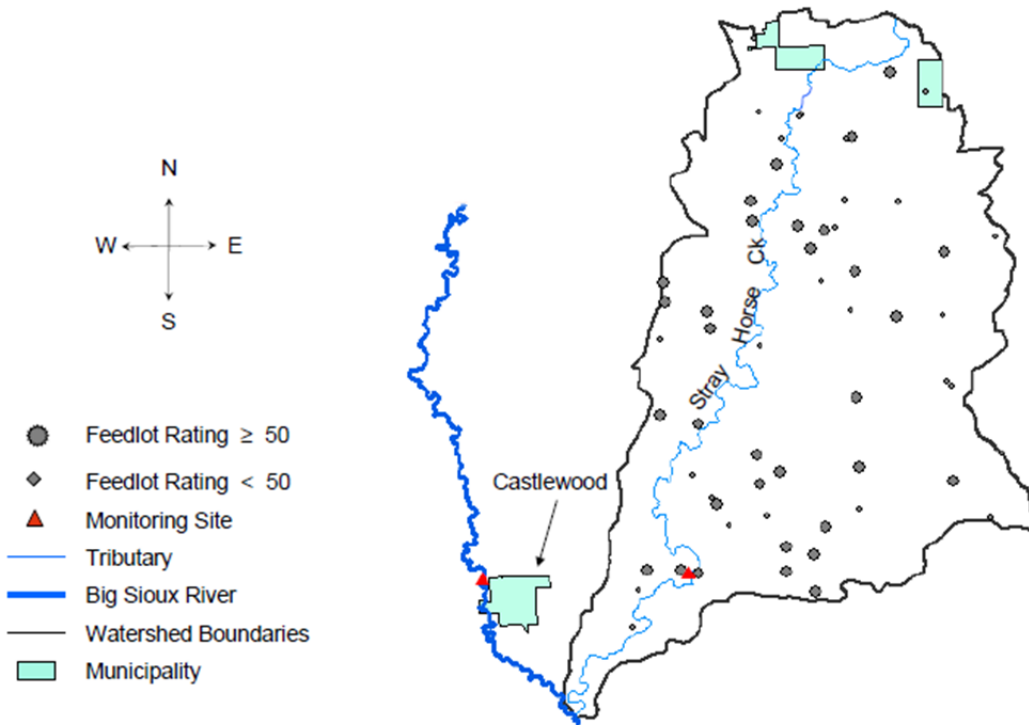 N
W E
S
Stray Horse Ck
Castlewood
Feedlot Rating ≥ 50
Feedlot Rating < 50
Monitoring Site
Tributary
Big Sioux River
Watershed Boundaries
Municipality